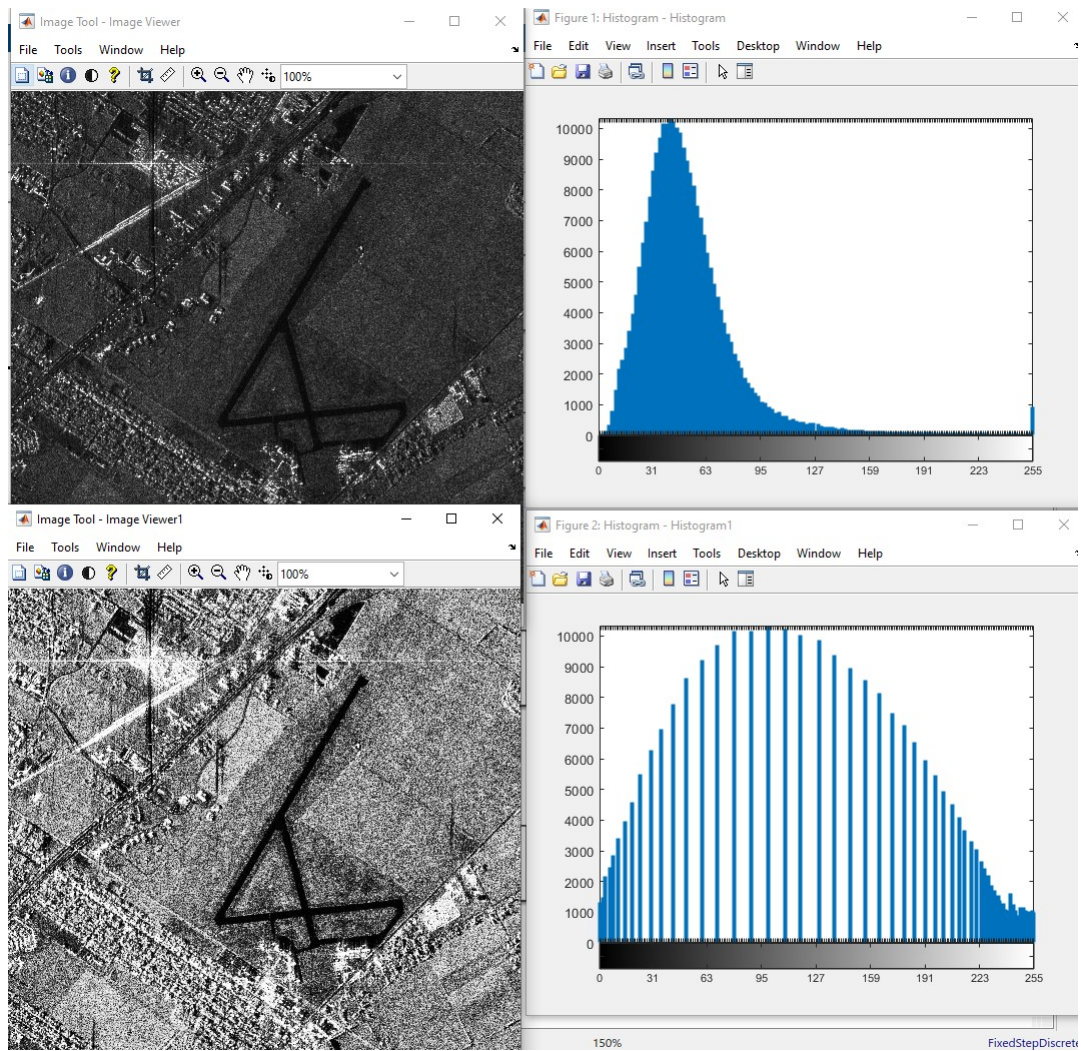 Image Tool - Image Viewer
File Tools Window Help
100%
Figure 1: Histogram - Histogram
File Edit View Insert Tools Desktop Window Help
10000
9000
8000
7000
6000
5000
4000
3000
2000
1000
0
0 31 63 95 127 159 191 223 255
Image Tool - Image Viewer1
File Tools Window Help
100%
Figure 2: Histogram - Histogram1
File Edit View Insert Tools Desktop Window Help
10000
9000
8000
7000
6000
5000
4000
3000
2000
1000
0
0 31 63 95 127 159 191 223 255
150% FixedStepDiscrete